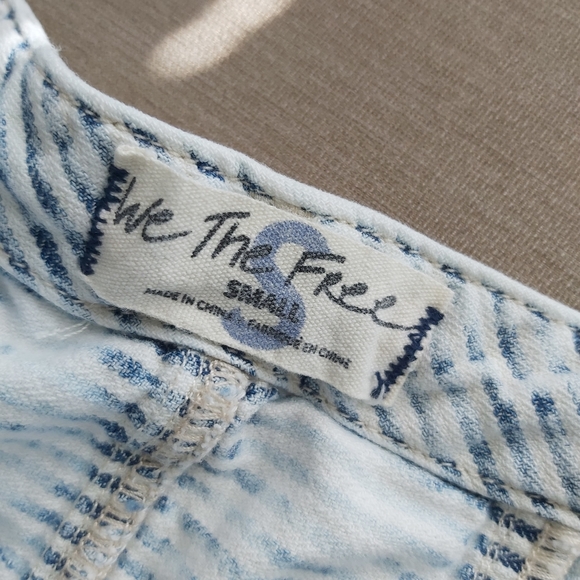 We The Free
S
SMALL
MADE IN CHINA • FABRIQUÉ EN CHINE